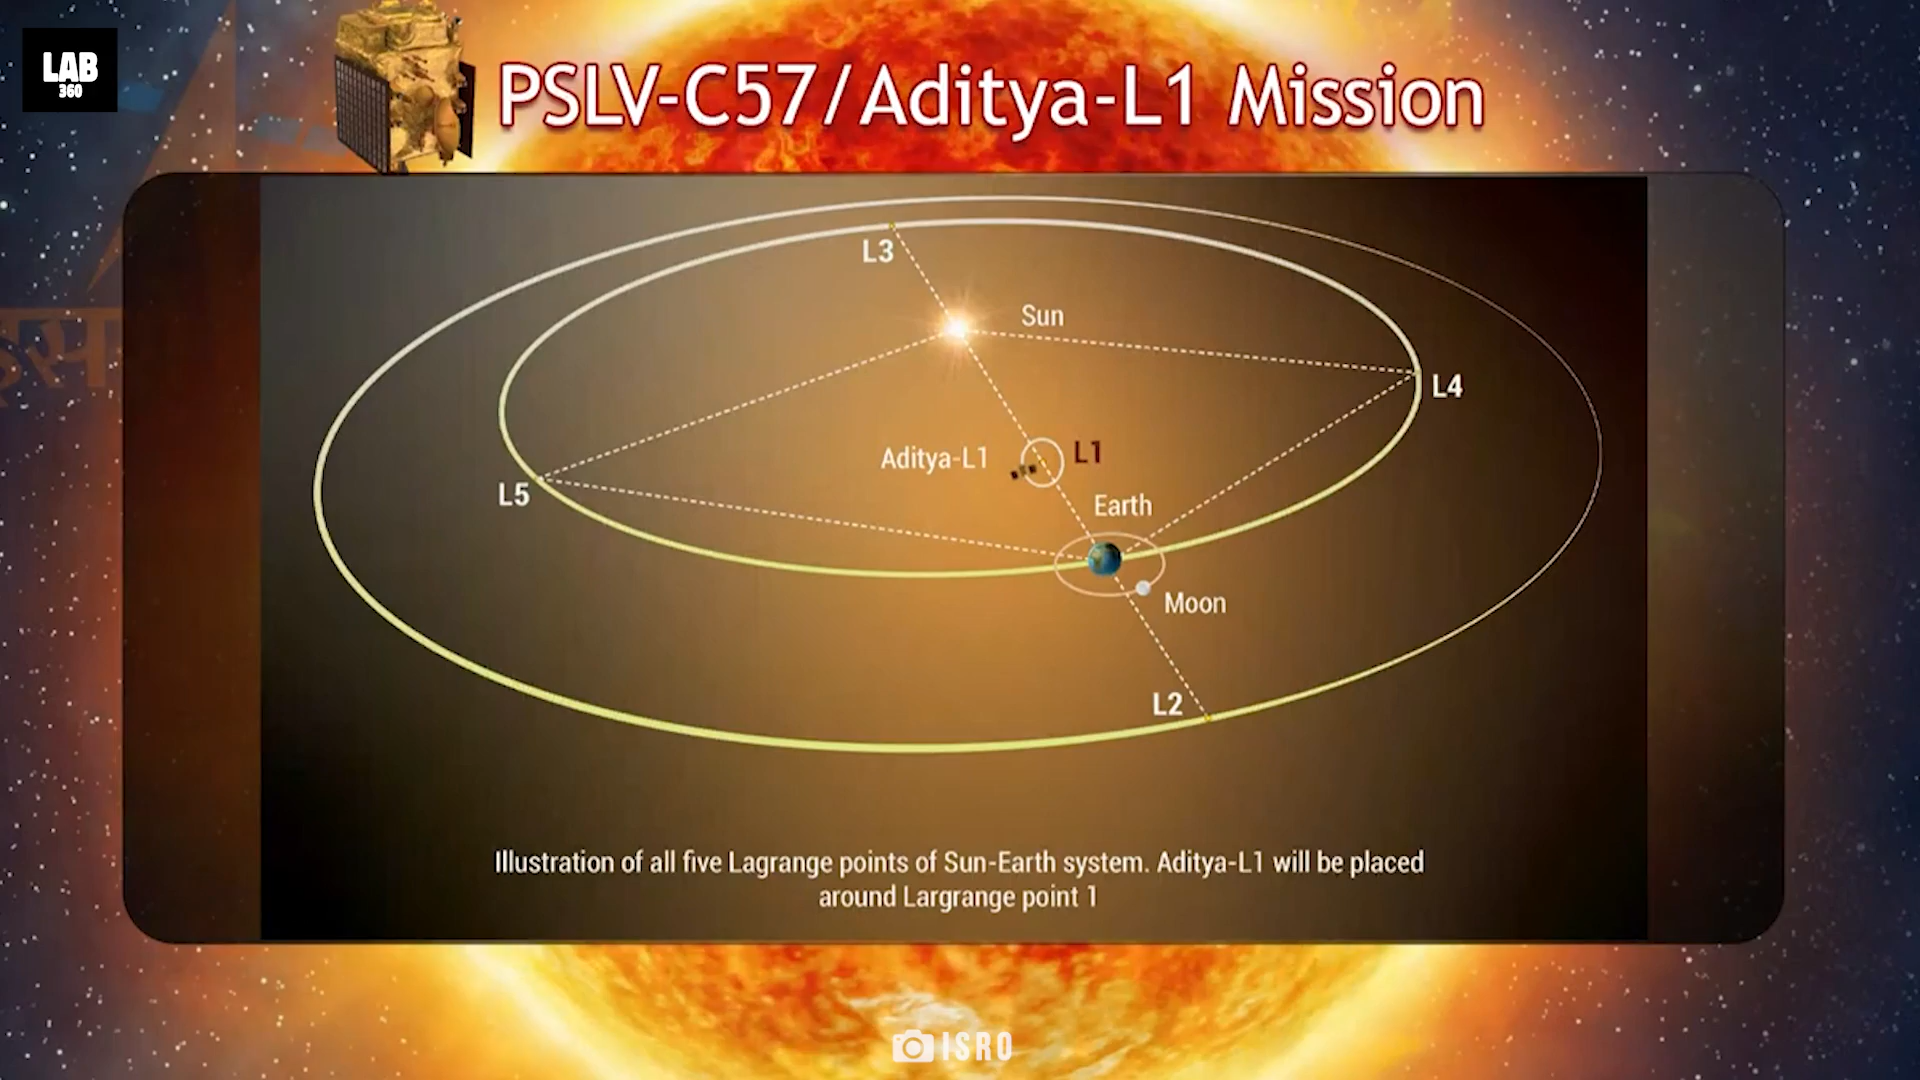 LAB
360
PSLV-C57/Aditya-L1 Mission
L3
Sun
L4
Aditya-L1
L1
L5
Earth
Moon
L2
Illustration of all five Lagrange points of Sun-Earth system. Aditya-L1 will be placed
around Largrange point 1
ISRO